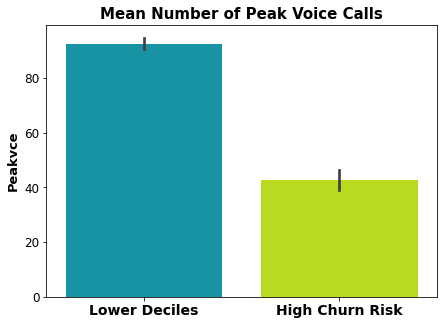 Mean Number of Peak Voice Calls
Peakvce
80
60
40
20
0
Lower Deciles
High Churn Risk